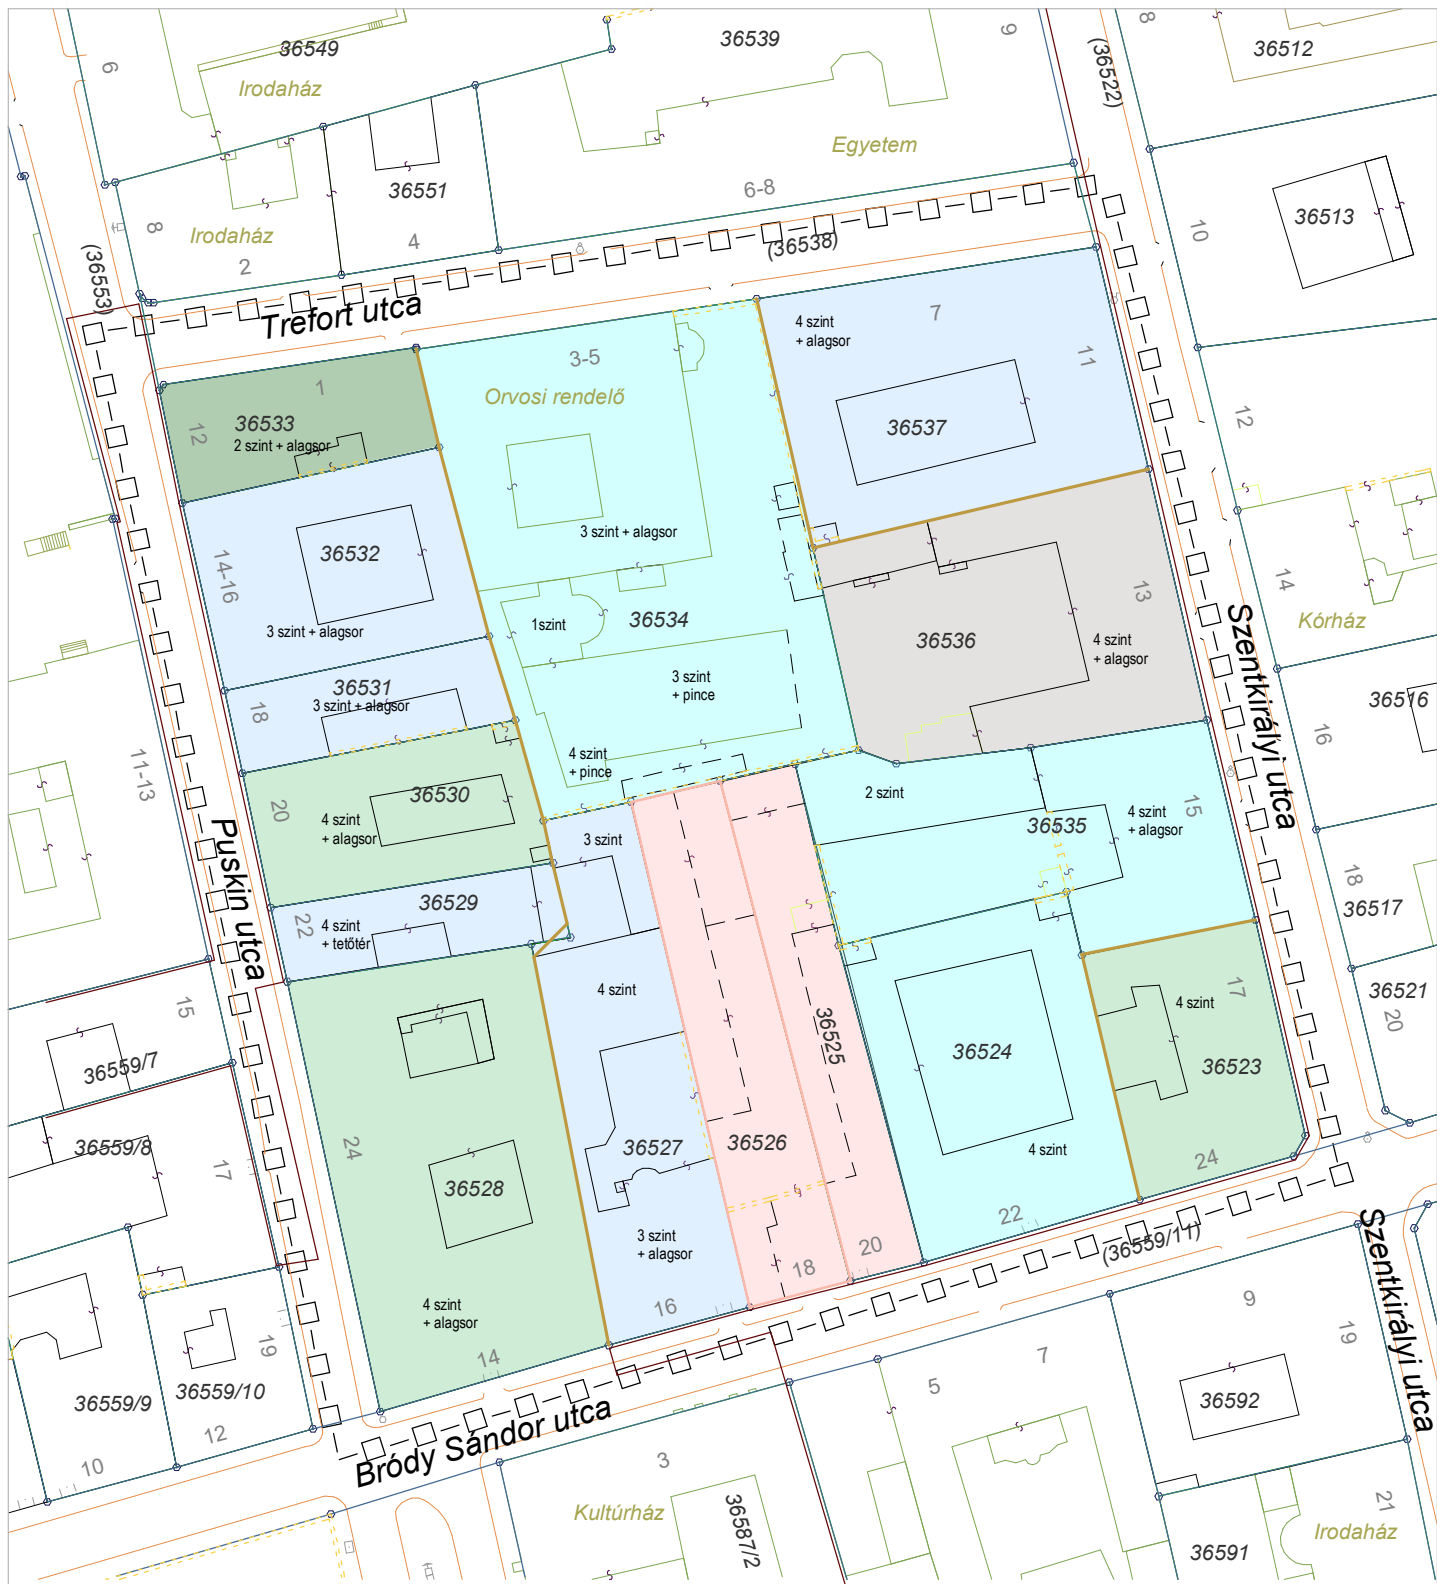 6
36549
Irodaház
36539
9
(36522)
8
36512
Egyetem
36551
6-8
8
Irodaház
2
4
10
36513
(36553)
(36538)
Trefort utca
1
3-5
4 szint
+ alagsor
7
11
12
36533
2 szint + alagsor
Orvosi rendelő
36537
12
14-16
36532
3 szint + alagsor
3 szint + alagsor
1szint
36534
36536
13
4 szint
+ alagsor
14
Kórház
18
36531
3 szint + alagsor
3 szint
+ pince
Szentkirályi utca
36516
16
11-13
4 szint
+ pince
20
36530
4 szint
+ alagsor
2 szint
4 szint
+ alagsor
15
36535
3 szint
Puskin utca
22
36529
4 szint
+ tetőtér
18
36517
15
4 szint
36525
17
4 szint
36521
20
36559/7
36524
36523
36559/8
24
36527
36526
4 szint
17
36528
24
3 szint
+ alagsor
22
(36559/11)
20
18
Szentkirályi utca
4 szint
+ alagsor
16
9
19
19
14
7
5
36592
36559/9
36559/10
12
Bródy Sándor utca
10
3
Kultúrház
36587/2
21
Irodaház
36591